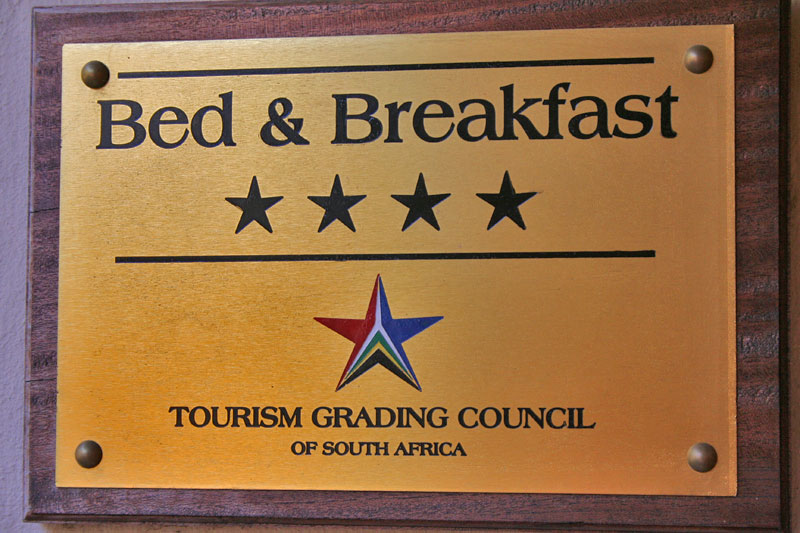 Bed & Breakfast
TOURISM GRADING COUNCIL
OF SOUTH AFRICA